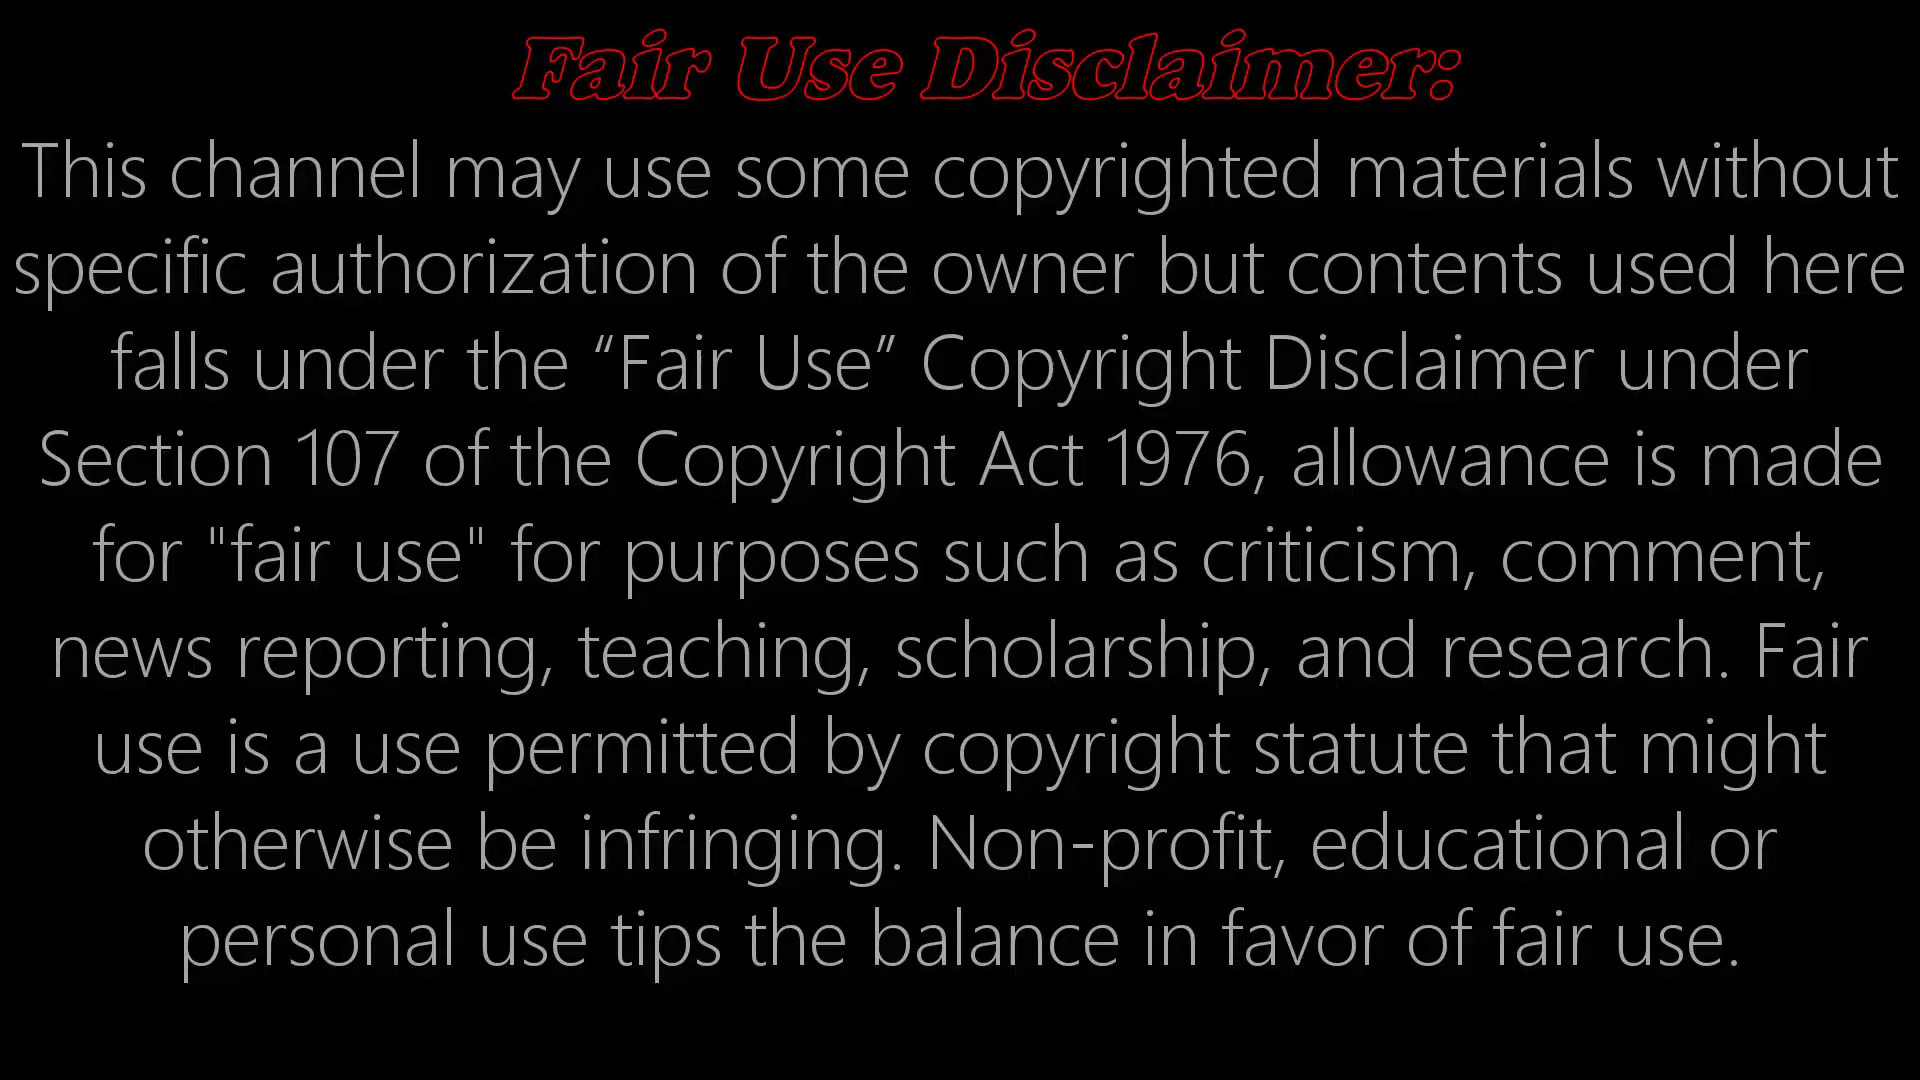 Fair Use Disclaimer:
This channel may use some copyrighted materials without
specific authorization of the owner but contents used here
falls under the “Fair Use” Copyright Disclaimer under
Section 107 of the Copyright Act 1976, allowance is made
for "fair use" for purposes such as criticism, comment,
news reporting, teaching, scholarship, and research. Fair
use is a use permitted by copyright statute that might
otherwise be infringing. Non-profit, educational or
personal use tips the balance in favor of fair use.